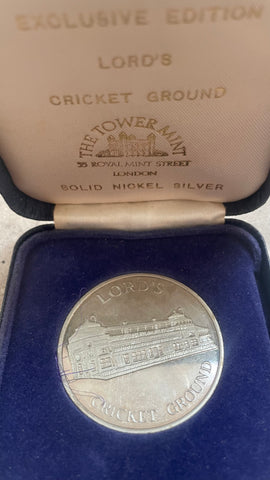 EXCLUSIVE EDITION
LORD'S
CRICKET GROUND
THE TOWER MINT
55 ROYAL MINT STREET
LONDON
SOLID NICKEL SILVER
LORD'S
CRICKET GROUND